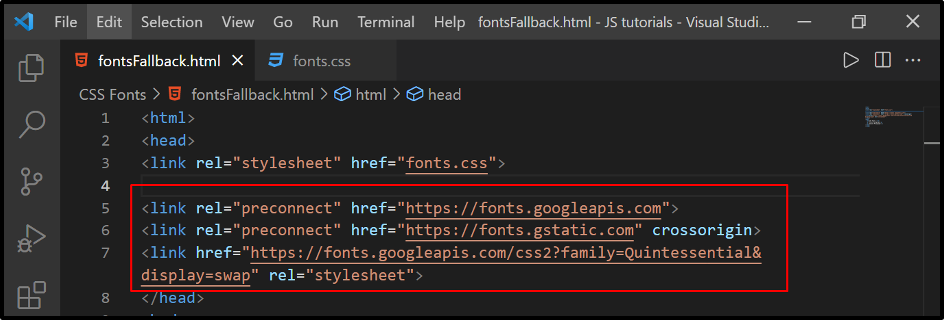 File Edit Selection View Run Terminal Help fontsFallback.html - JS tutorials - Visual Studi...
fontsFallback.html fonts.css
CSS Fonts > fontsFallback.html > html > head
1 <html>
2 <head>
3 <link rel="stylesheet" href="fonts.css">
4
5 <link rel="preconnect" href="https://fonts.googleapis.com">
6 <link rel="preconnect" href="https://fonts.gstatic.com" crossorigin>
7 <link href="https://fonts.googleapis.com/css2?family=Quintessential&
display=swap" rel="stylesheet">
8 </head>